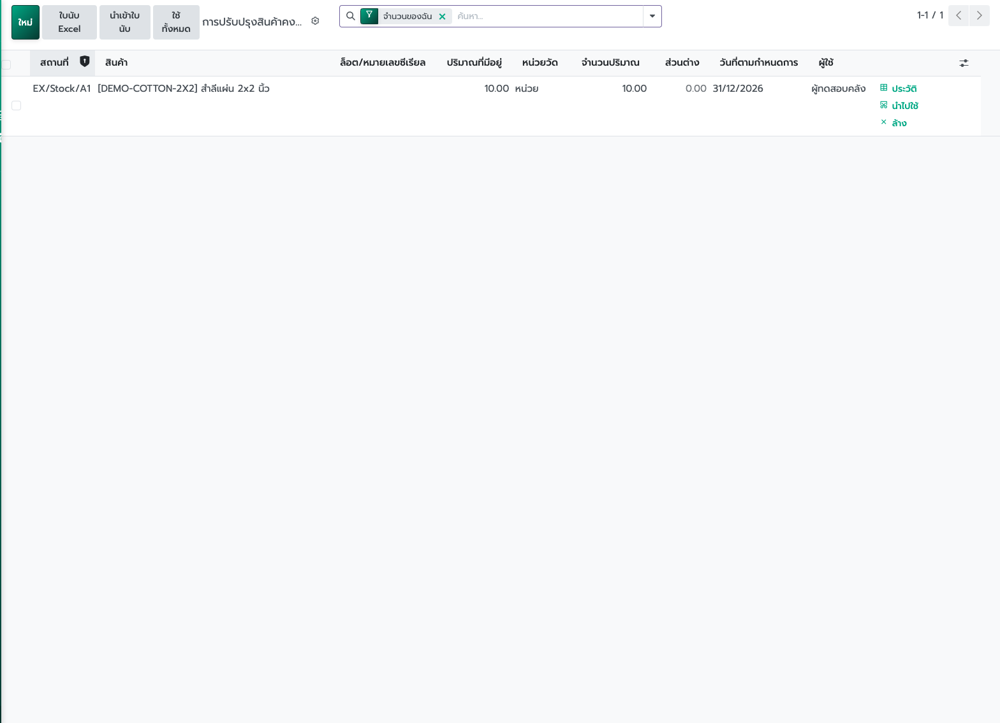 ใหม่
ใบนับ Excel
นำเข้าใบนับ
ใช้ทั้งหมด
การปรับปรุงสินค้าคง...
จำนวนของฉัน
ค้นหา...
1-1 / 1
สถานที่ สินค้า ล็อต/หมายเลขซีเรียล ปริมาณที่มีอยู่ หน่วยวัด จำนวนปริมาณ ส่วนต่าง วันที่ตามกำหนดการ ผู้ใช้
EX/Stock/A1 [DEMO-COTTON-2X2] สำลีแผ่น 2x2 นิ้ว 10.00 หน่วย 10.00 0.00 31/12/2026 ผู้ทดสอบคลัง ประวัติ
นำไปใช้
ล้าง